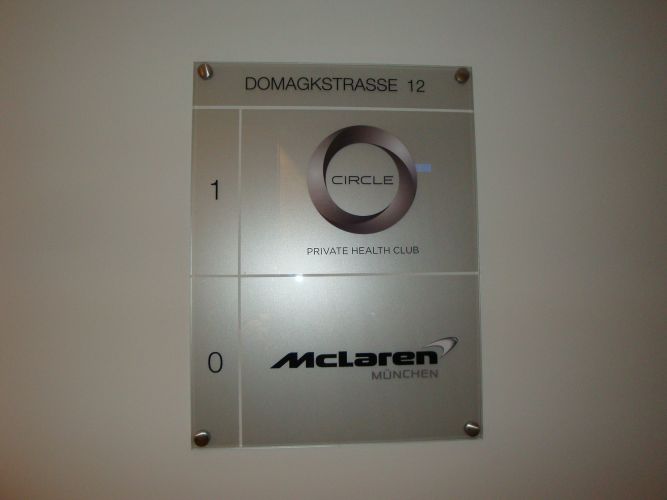 DOMAGKSTRASSE 12
1
CIRCLE
PRIVATE HEALTH CLUB
0
McLaren
MÜNCHEN